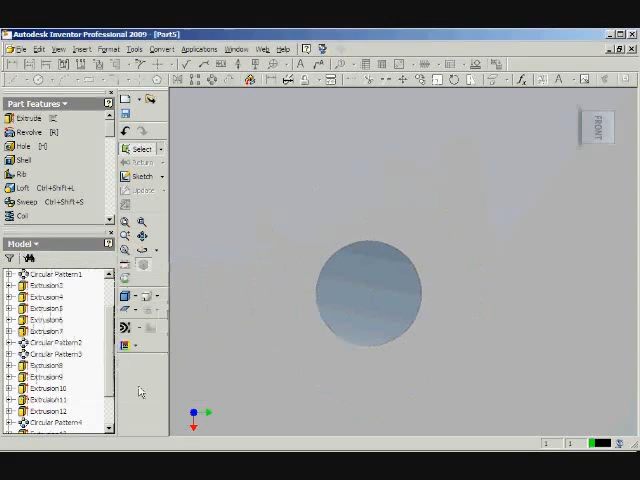 Autodesk Inventor Professional 2009 - [Part5]
File Edit View Insert Format Tools Convert Applications Window Web Help
Part Features
Extrude [E]
Revolve [R]
Hole [H]
Shell
Rib
Loft Ctrl+Shift+L
Sweep Ctrl+Shift+S
Coil
Select
Return
Sketch
Update
FRONT
Model
Circular Pattern1
Extrusion3
Extrusion4
Extrusion5
Extrusion6
Extrusion7
Circular Pattern2
Circular Pattern3
Extrusion8
Extrusion9
Extrusion10
Extrusion11
Extrusion12
Circular Pattern4
1 1